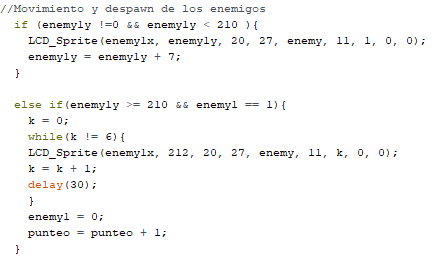 //Movimiento y despawn de los enemigos
if (enemy1y !=0 && enemy1y < 210 ){
LCD_Sprite(enemy1x, enemy1y, 20, 27, enemy, 11, 1, 0, 0);
enemy1y = enemy1y + 7;
}
else if(enemy1y >= 210 && enemy1 == 1){
k = 0;
while(k != 6){
LCD_Sprite(enemy1x, 212, 20, 27, enemy, 11, k, 0, 0);
k = k + 1;
delay(30);
}
enemy1 = 0;
punteo = punteo + 1;
}